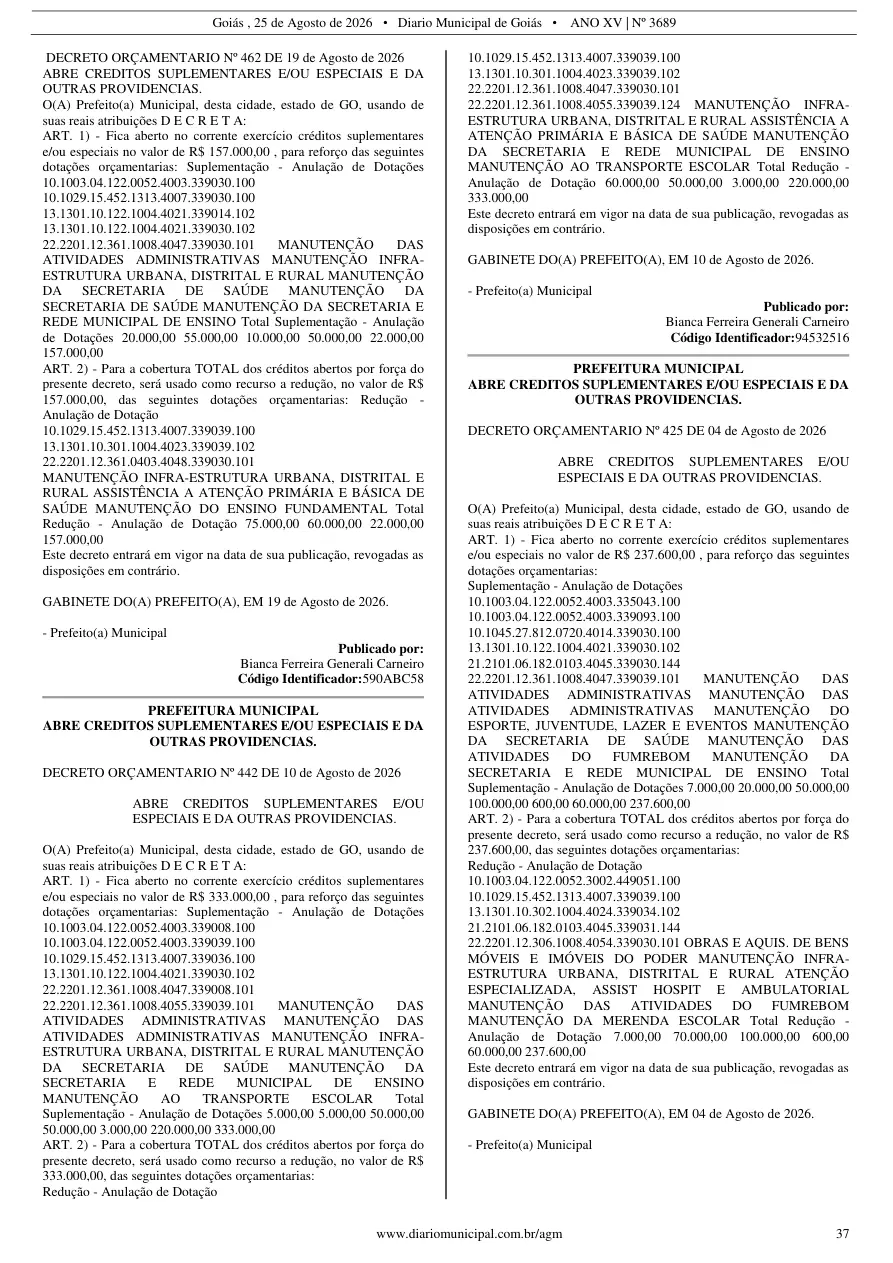 Goiás , 25 de Agosto de 2026 • Diario Municipal de Goiás • ANO XV | Nº 3689
DECRETO ORÇAMENTARIO Nº 462 DE 19 de Agosto de 2026
ABRE CREDITOS SUPLEMENTARES E/OU ESPECIAIS E DA
OUTRAS PROVIDENCIAS.
O(A) Prefeito(a) Municipal, desta cidade, estado de GO, usando de
suas reais atribuições D E C R E T A:
ART. 1) - Fica aberto no corrente exercício créditos suplementares
e/ou especiais no valor de R$ 157.000,00 , para reforço das seguintes
dotações orçamentarias: Suplementação - Anulação de Dotações
10.1003.04.122.0052.4003.339030.100
10.1029.15.452.1313.4007.339030.100
13.1301.10.122.1004.4021.339014.102
13.1301.10.122.1004.4021.339030.102
22.2201.12.361.1008.4047.339030.101 MANUTENÇÃO DAS
ATIVIDADES ADMINISTRATIVAS MANUTENÇÃO INFRA-
ESTRUTURA URBANA, DISTRITAL E RURAL MANUTENÇÃO
DA SECRETARIA DE SAÚDE MANUTENÇÃO DA
SECRETARIA DE SAÚDE MANUTENÇÃO DA SECRETARIA E
REDE MUNICIPAL DE ENSINO Total Suplementação - Anulação
de Dotações 20.000,00 55.000,00 10.000,00 50.000,00 22.000,00
157.000,00
ART. 2) - Para a cobertura TOTAL dos créditos abertos por força do
presente decreto, será usado como recurso a redução, no valor de R$
157.000,00, das seguintes dotações orçamentarias: Redução -
Anulação de Dotação
10.1029.15.452.1313.4007.339039.100
13.1301.10.301.1004.4023.339039.102
22.2201.12.361.0403.4048.339030.101
MANUTENÇÃO INFRA-ESTRUTURA URBANA, DISTRITAL E
RURAL ASSISTÊNCIA A ATENÇÃO PRIMÁRIA E BÁSICA DE
SAÚDE MANUTENÇÃO DO ENSINO FUNDAMENTAL Total
Redução - Anulação de Dotação 75.000,00 60.000,00 22.000,00
157.000,00
Este decreto entrará em vigor na data de sua publicação, revogadas as
disposições em contrário.
GABINETE DO(A) PREFEITO(A), EM 19 de Agosto de 2026.
- Prefeito(a) Municipal
Publicado por:
Bianca Ferreira Generali Carneiro
Código Identificador:590ABC58
PREFEITURA MUNICIPAL
ABRE CREDITOS SUPLEMENTARES E/OU ESPECIAIS E DA
OUTRAS PROVIDENCIAS.
DECRETO ORÇAMENTARIO Nº 442 DE 10 de Agosto de 2026
ABRE CREDITOS SUPLEMENTARES E/OU
ESPECIAIS E DA OUTRAS PROVIDENCIAS.
O(A) Prefeito(a) Municipal, desta cidade, estado de GO, usando de
suas reais atribuições D E C R E T A:
ART. 1) - Fica aberto no corrente exercício créditos suplementares
e/ou especiais no valor de R$ 333.000,00 , para reforço das seguintes
dotações orçamentarias: Suplementação - Anulação de Dotações
10.1003.04.122.0052.4003.339008.100
10.1003.04.122.0052.4003.339039.100
10.1029.15.452.1313.4007.339036.100
13.1301.10.122.1004.4021.339030.102
22.2201.12.361.1008.4047.339008.101
22.2201.12.361.1008.4055.339039.101 MANUTENÇÃO DAS
ATIVIDADES ADMINISTRATIVAS MANUTENÇÃO DAS
ATIVIDADES ADMINISTRATIVAS MANUTENÇÃO INFRA-
ESTRUTURA URBANA, DISTRITAL E RURAL MANUTENÇÃO
DA SECRETARIA DE SAÚDE MANUTENÇÃO DA
SECRETARIA E REDE MUNICIPAL DE ENSINO
MANUTENÇÃO AO TRANSPORTE ESCOLAR Total
Suplementação - Anulação de Dotações 5.000,00 5.000,00 50.000,00
50.000,00 3.000,00 220.000,00 333.000,00
ART. 2) - Para a cobertura TOTAL dos créditos abertos por força do
presente decreto, será usado como recurso a redução, no valor de R$
333.000,00, das seguintes dotações orçamentarias:
Redução - Anulação de Dotação
10.1029.15.452.1313.4007.339039.100
13.1301.10.301.1004.4023.339039.102
22.2201.12.361.1008.4047.339030.101
22.2201.12.361.1008.4055.339039.124 MANUTENÇÃO INFRA-
ESTRUTURA URBANA, DISTRITAL E RURAL ASSISTÊNCIA A
ATENÇÃO PRIMÁRIA E BÁSICA DE SAÚDE MANUTENÇÃO
DA SECRETARIA E REDE MUNICIPAL DE ENSINO
MANUTENÇÃO AO TRANSPORTE ESCOLAR Total Redução -
Anulação de Dotação 60.000,00 50.000,00 3.000,00 220.000,00
333.000,00
Este decreto entrará em vigor na data de sua publicação, revogadas as
disposições em contrário.
GABINETE DO(A) PREFEITO(A), EM 10 de Agosto de 2026.
- Prefeito(a) Municipal
Publicado por:
Bianca Ferreira Generali Carneiro
Código Identificador:94532516
PREFEITURA MUNICIPAL
ABRE CREDITOS SUPLEMENTARES E/OU ESPECIAIS E DA
OUTRAS PROVIDENCIAS.
DECRETO ORÇAMENTARIO Nº 425 DE 04 de Agosto de 2026
ABRE CREDITOS SUPLEMENTARES E/OU
ESPECIAIS E DA OUTRAS PROVIDENCIAS.
O(A) Prefeito(a) Municipal, desta cidade, estado de GO, usando de
suas reais atribuições D E C R E T A:
ART. 1) - Fica aberto no corrente exercício créditos suplementares
e/ou especiais no valor de R$ 237.600,00 , para reforço das seguintes
dotações orçamentarias:
Suplementação - Anulação de Dotações
10.1003.04.122.0052.4003.335043.100
10.1003.04.122.0052.4003.339093.100
10.1045.27.812.0720.4014.339030.100
13.1301.10.122.1004.4021.339030.102
21.2101.06.182.0103.4045.339030.144
22.2201.12.361.1008.4047.339039.101 MANUTENÇÃO DAS
ATIVIDADES ADMINISTRATIVAS MANUTENÇÃO DAS
ATIVIDADES ADMINISTRATIVAS MANUTENÇÃO DO
ESPORTE, JUVENTUDE, LAZER E EVENTOS MANUTENÇÃO
DA SECRETARIA DE SAÚDE MANUTENÇÃO DAS
ATIVIDADES DO FUMREBOM MANUTENÇÃO DA
SECRETARIA E REDE MUNICIPAL DE ENSINO Total
Suplementação - Anulação de Dotações 7.000,00 20.000,00 50.000,00
100.000,00 600,00 60.000,00 237.600,00
ART. 2) - Para a cobertura TOTAL dos créditos abertos por força do
presente decreto, será usado como recurso a redução, no valor de R$
237.600,00, das seguintes dotações orçamentarias:
Redução - Anulação de Dotação
10.1003.04.122.0052.3002.449051.100
10.1029.15.452.1313.4007.339039.100
13.1301.10.302.1004.4024.339034.102
21.2101.06.182.0103.4045.339031.144
22.2201.12.306.1008.4054.339030.101 OBRAS E AQUIS. DE BENS
MÓVEIS E IMÓVEIS DO PODER MANUTENÇÃO INFRA-
ESTRUTURA URBANA, DISTRITAL E RURAL ATENÇÃO
ESPECIALIZADA, ASSIST HOSPIT E AMBULATORIAL
MANUTENÇÃO DAS ATIVIDADES DO FUMREBOM
MANUTENÇÃO DA MERENDA ESCOLAR Total Redução -
Anulação de Dotação 7.000,00 70.000,00 100.000,00 600,00
60.000,00 237.600,00
Este decreto entrará em vigor na data de sua publicação, revogadas as
disposições em contrário.
GABINETE DO(A) PREFEITO(A), EM 04 de Agosto de 2026.
- Prefeito(a) Municipal
www.diariomunicipal.com.br/agm 37